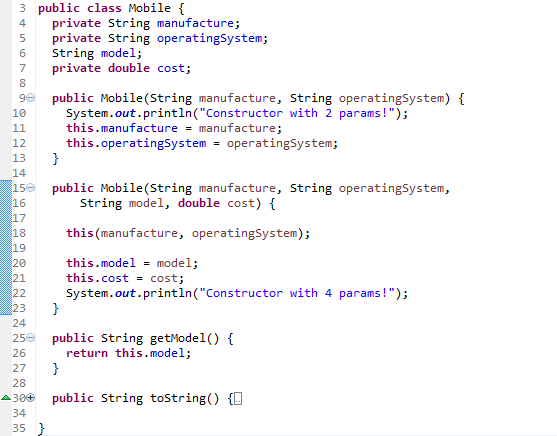 3 public class Mobile {
4 private String manufacture;
5 private String operatingSystem;
6 String model;
7 private double cost;
8
9 public Mobile(String manufacture, String operatingSystem) {
10 System.out.println("Constructor with 2 params!");
11 this.manufacture = manufacture;
12 this.operatingSystem = operatingSystem;
13 }
14
15 public Mobile(String manufacture, String operatingSystem,
16 String model, double cost) {
17
18 this(manufacture, operatingSystem);
19
20 this.model = model;
21 this.cost = cost;
22 System.out.println("Constructor with 4 params!");
23 }
24
25 public String getModel() {
26 return this.model;
27 }
28
30 public String toString() {
34
35 }